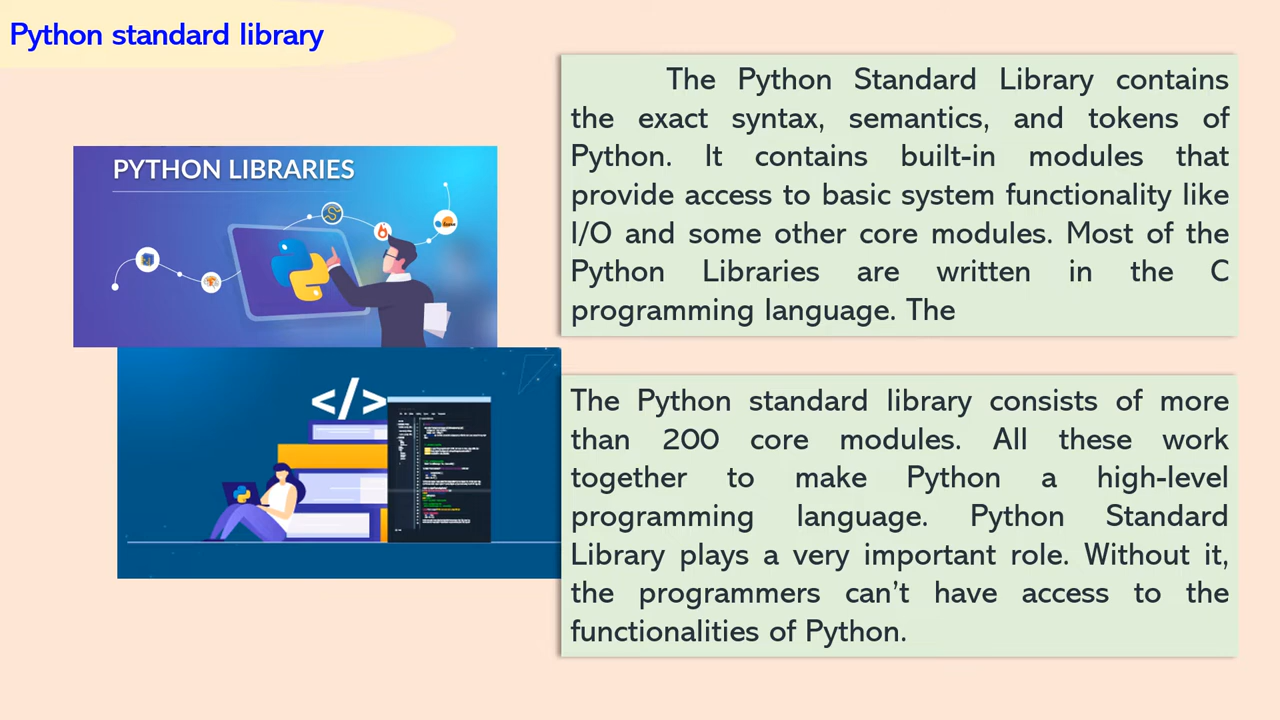 Python standard library
PYTHON LIBRARIES
The Python Standard Library contains
the exact syntax, semantics, and tokens of
Python. It contains built-in modules that
provide access to basic system functionality like
I/O and some other core modules. Most of the
Python Libraries are written in the C
programming language. The
</>
The Python standard library consists of more
than 200 core modules. All these work
together to make Python a high-level
programming language. Python Standard
Library plays a very important role. Without it,
the programmers can't have access to the
functionalities of Python.